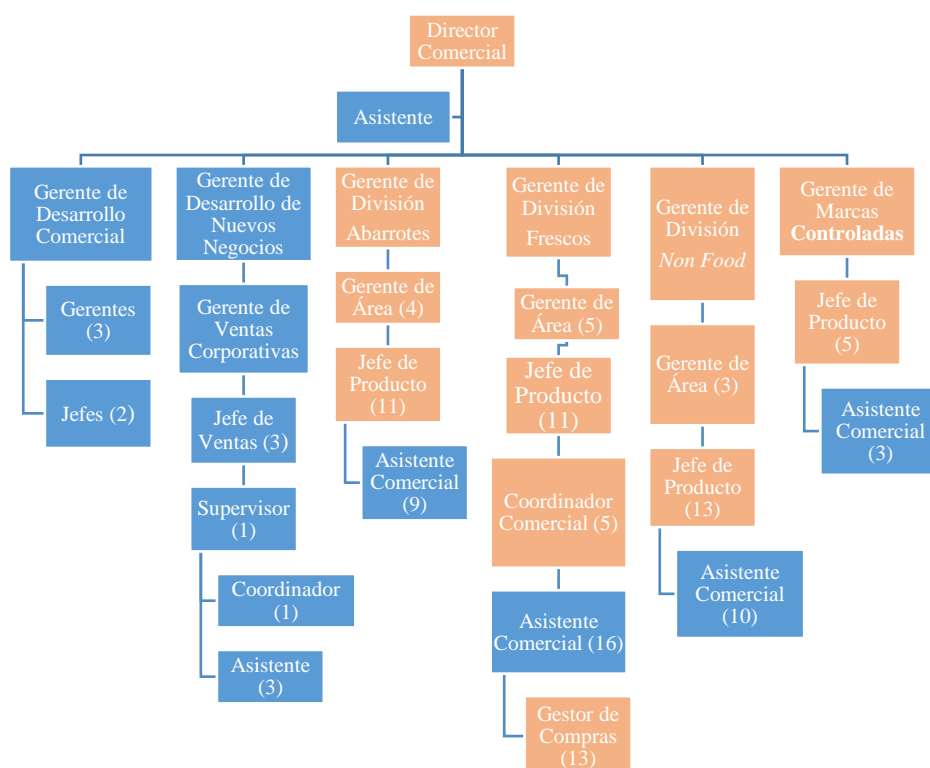 Director
Comercial
Asistente
Gerente de
Desarrollo
Comercial
Gerentes
(3)
Jefes (2)
Gerente de
Desarrollo de
Nuevos
Negocios
Gerente de
Ventas
Corporativas
Jefe de
Ventas (3)
Supervisor
(1)
Coordinador
(1)
Asistente
(3)
Gerente de
División
Abarrotes
Gerente de
Área (4)
Jefe de
Producto
(11)
Asistente
Comercial
(9)
Gerente de
División
Frescos
Gerente de
Área (5)
Jefe de
Producto
(11)
Coordinador
Comercial (5)
Asistente
Comercial (16)
Gestor de
Compras
(13)
Gerente de
División
Non Food
Gerente de
Área (3)
Jefe de
Producto
(13)
Asistente
Comercial
(10)
Gerente de
Marcas
Controladas
Jefe de
Producto
(5)
Asistente
Comercial
(3)